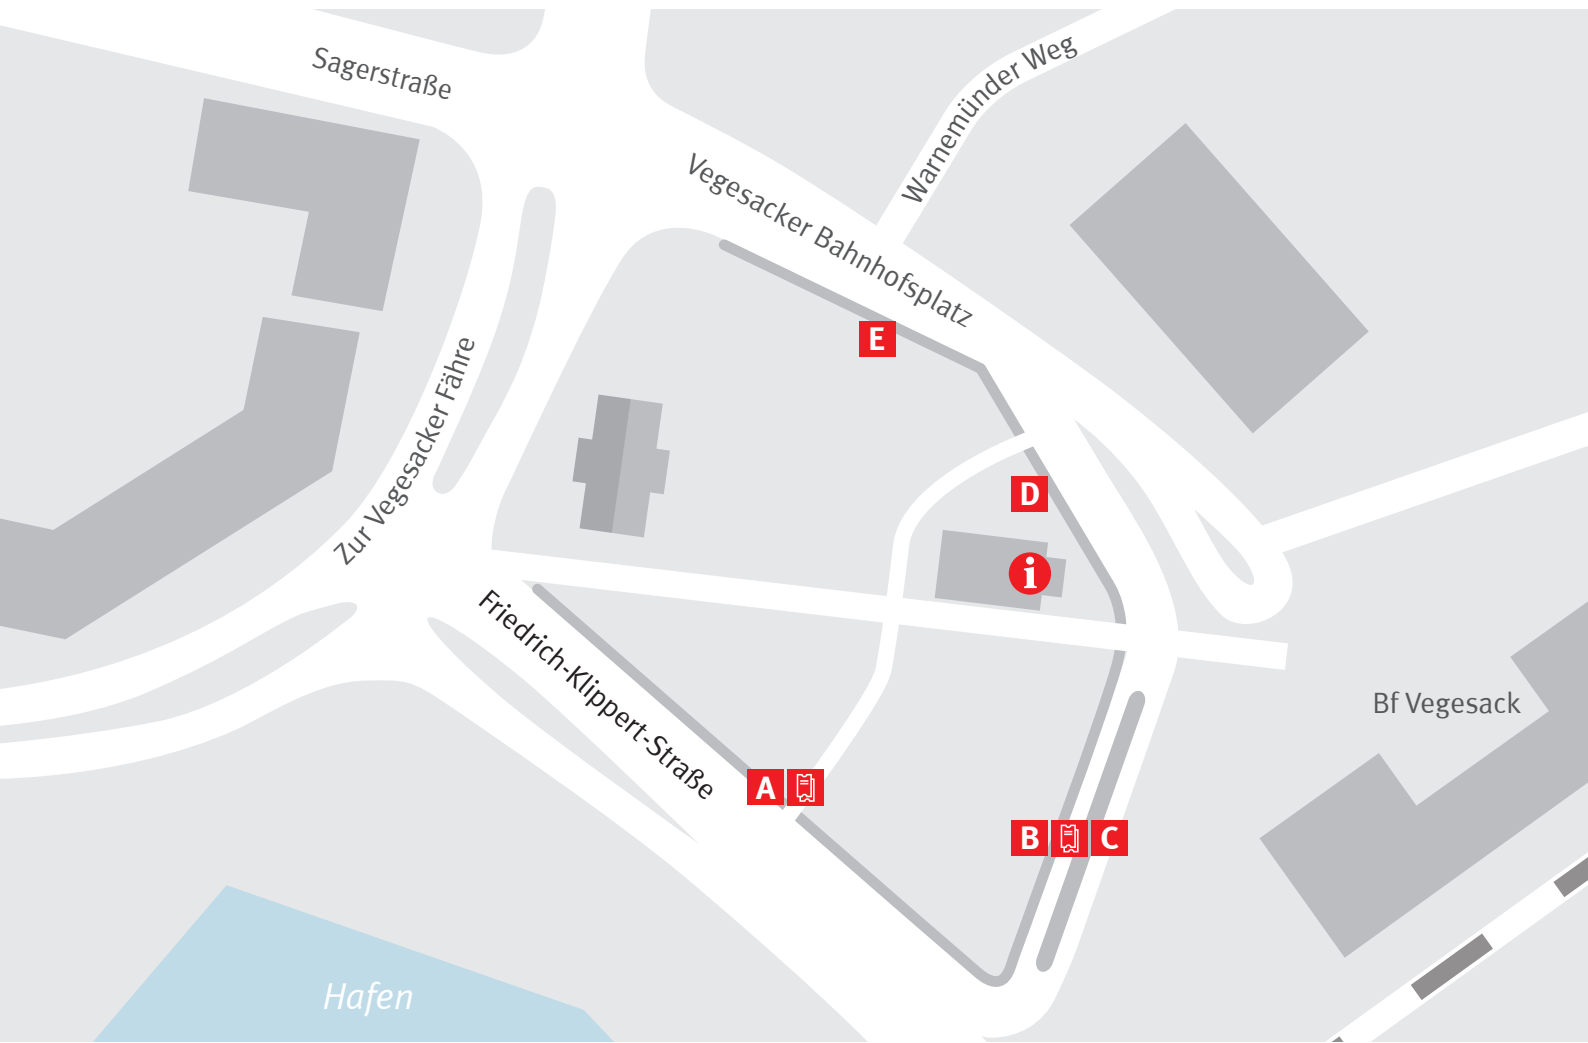 Sagerstraße
Warnemünder Weg
Vegesacker Bahnhofsplatz
E
Zur Vegesacker Fähre
D
i
Friedrich-Klippert-Straße
Bf Vegesack
A
B C
Hafen